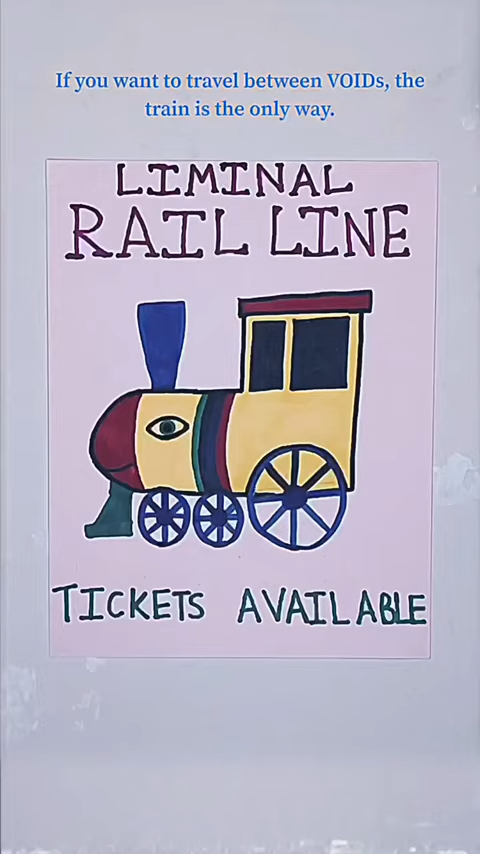 If you want to travel between VOIDs, the
train is the only way.
LIMINAL
RAIL LINE
TICKETS AVAILABLE